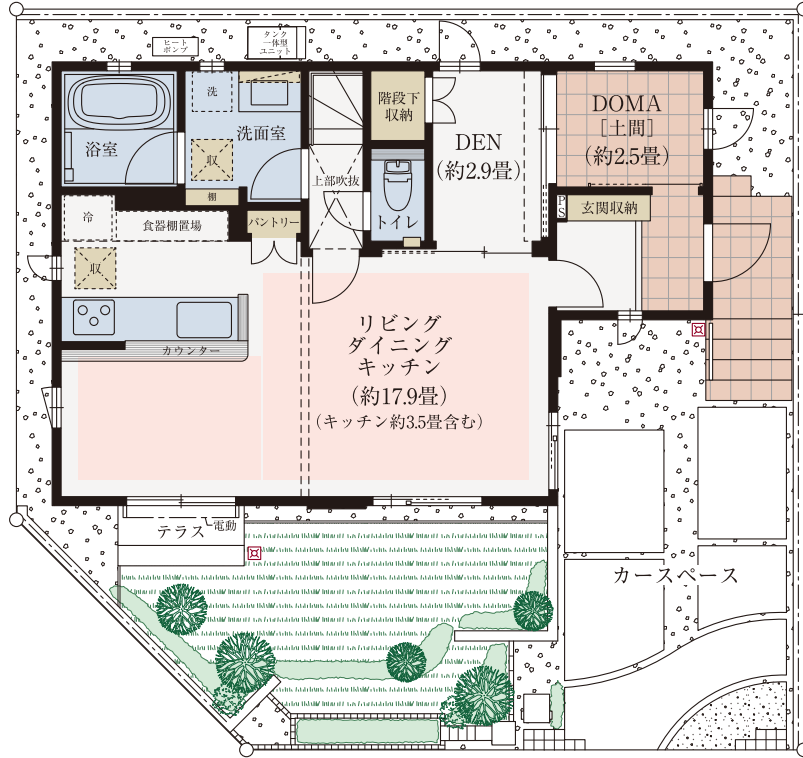 ヒート
ポンプ
タンク
一体型
ユニット
浴室
洗
洗面室
収
棚
上部吹抜
階段下
収納
トイレ
DEN
(約2.9畳)
DOMA
[土間]
(約2.5畳)
PS
玄関収納
冷
食器棚置場
パントリー
収
カウンター
リビング
ダイニング
キッチン
(約17.9畳)
(キッチン約3.5畳含む)
テラス
電動
カースペース